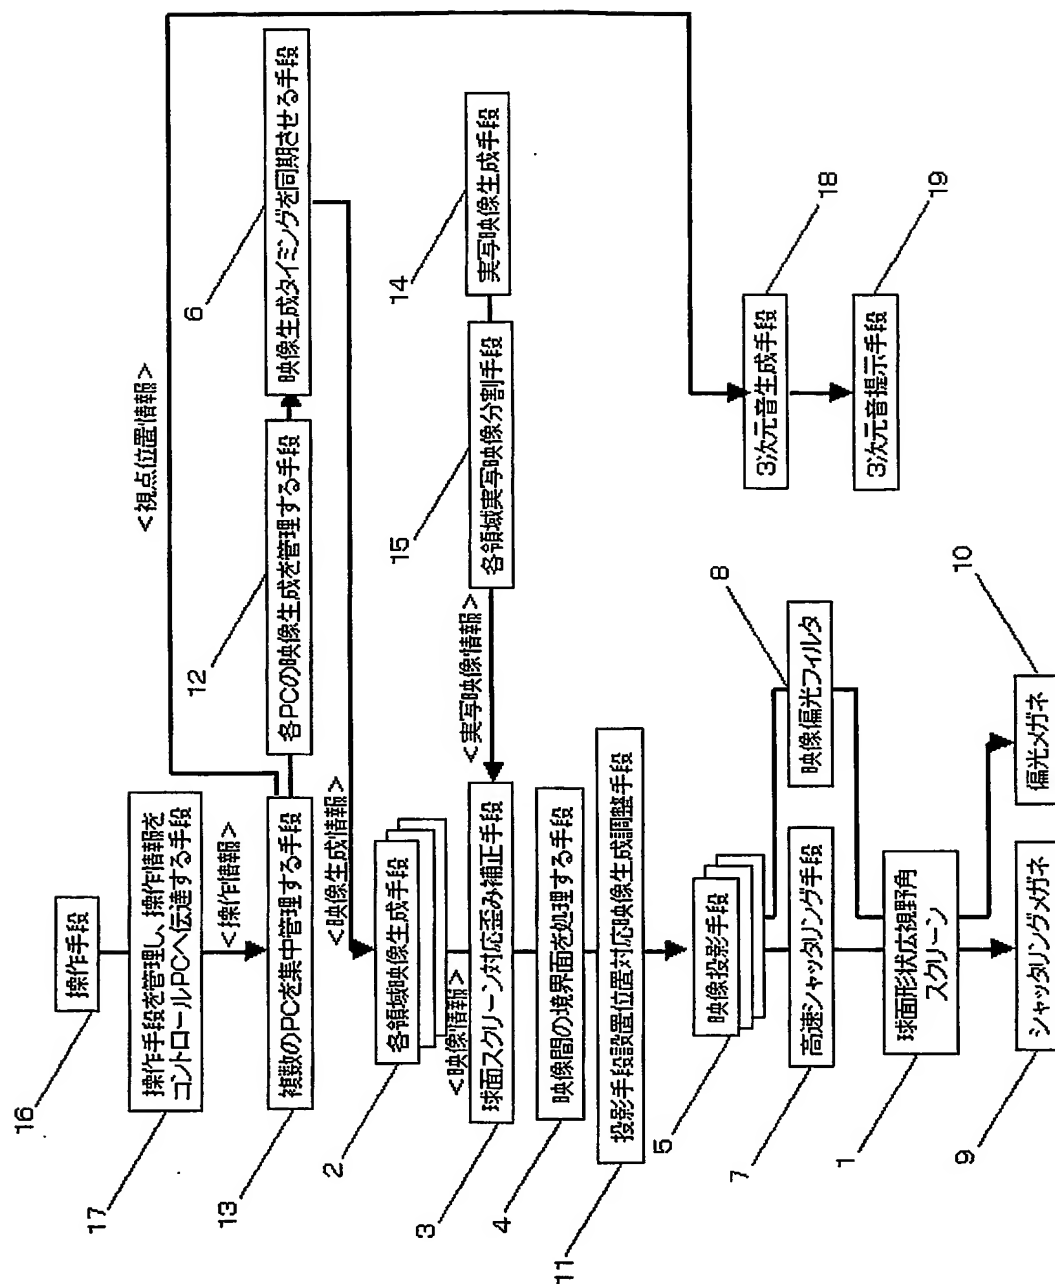 16
操作手段
17
操作手段を管理し、操作情報を
コントロールPCへ伝達する手段
<操作情報>
<視点位置情報>
13
複数のPCを集中管理する手段
12
各PCの映像生成を管理する手段
6
映像生成タイミングを同期させる手段
<映像生成情報>
2
各領域映像生成手段
<映像情報>
14
実写映像生成手段
15
各領域実写映像分割手段
<実写映像情報>
3
球面スクリーン対応歪み補正手段
4
映像間の境界面を処理する手段
11
投影手段設置位置対応映像生成調整手段
5
映像投影手段
7
高速シャッタリング手段
8
映像偏光フィルタ
1
球面形状広視野角
スクリーン
9
シャッタリングメガネ
10
偏光メガネ
18
3次元音生成手段
19
3次元音提示手段